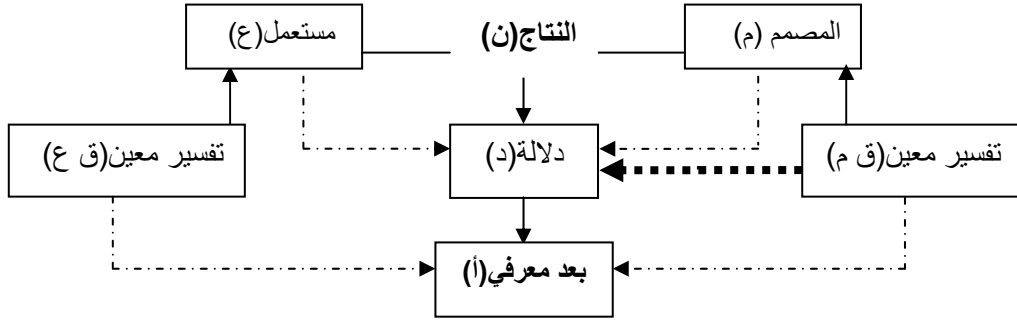 المصمم (م)
النتاج(ن)
مستعمل(ع)
تفسير معين(ق م)
دلالة(د)
تفسير معين(ق ع)
بعد معرفي(أ)